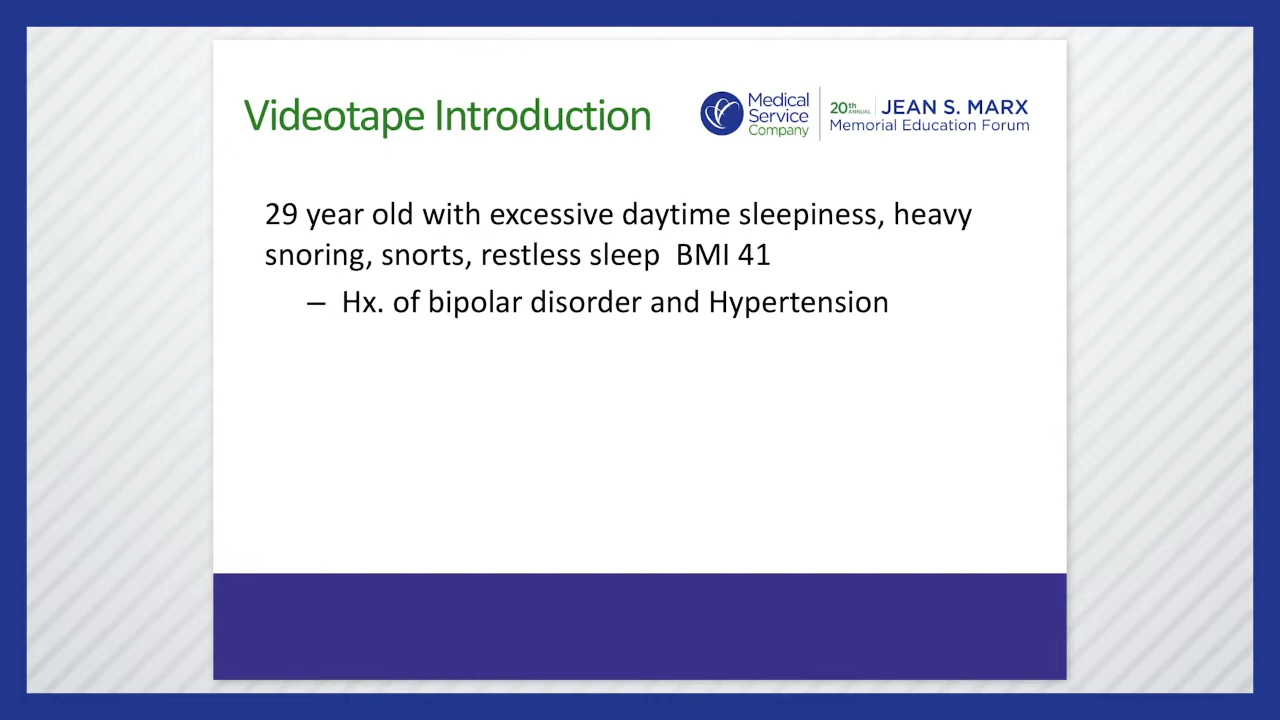 Videotape Introduction
Medical
Service
Company
20th ANNUAL JEAN S. MARX
Memorial Education Forum
29 year old with excessive daytime sleepiness, heavy
snoring, snorts, restless sleep  BMI 41
– Hx. of bipolar disorder and Hypertension